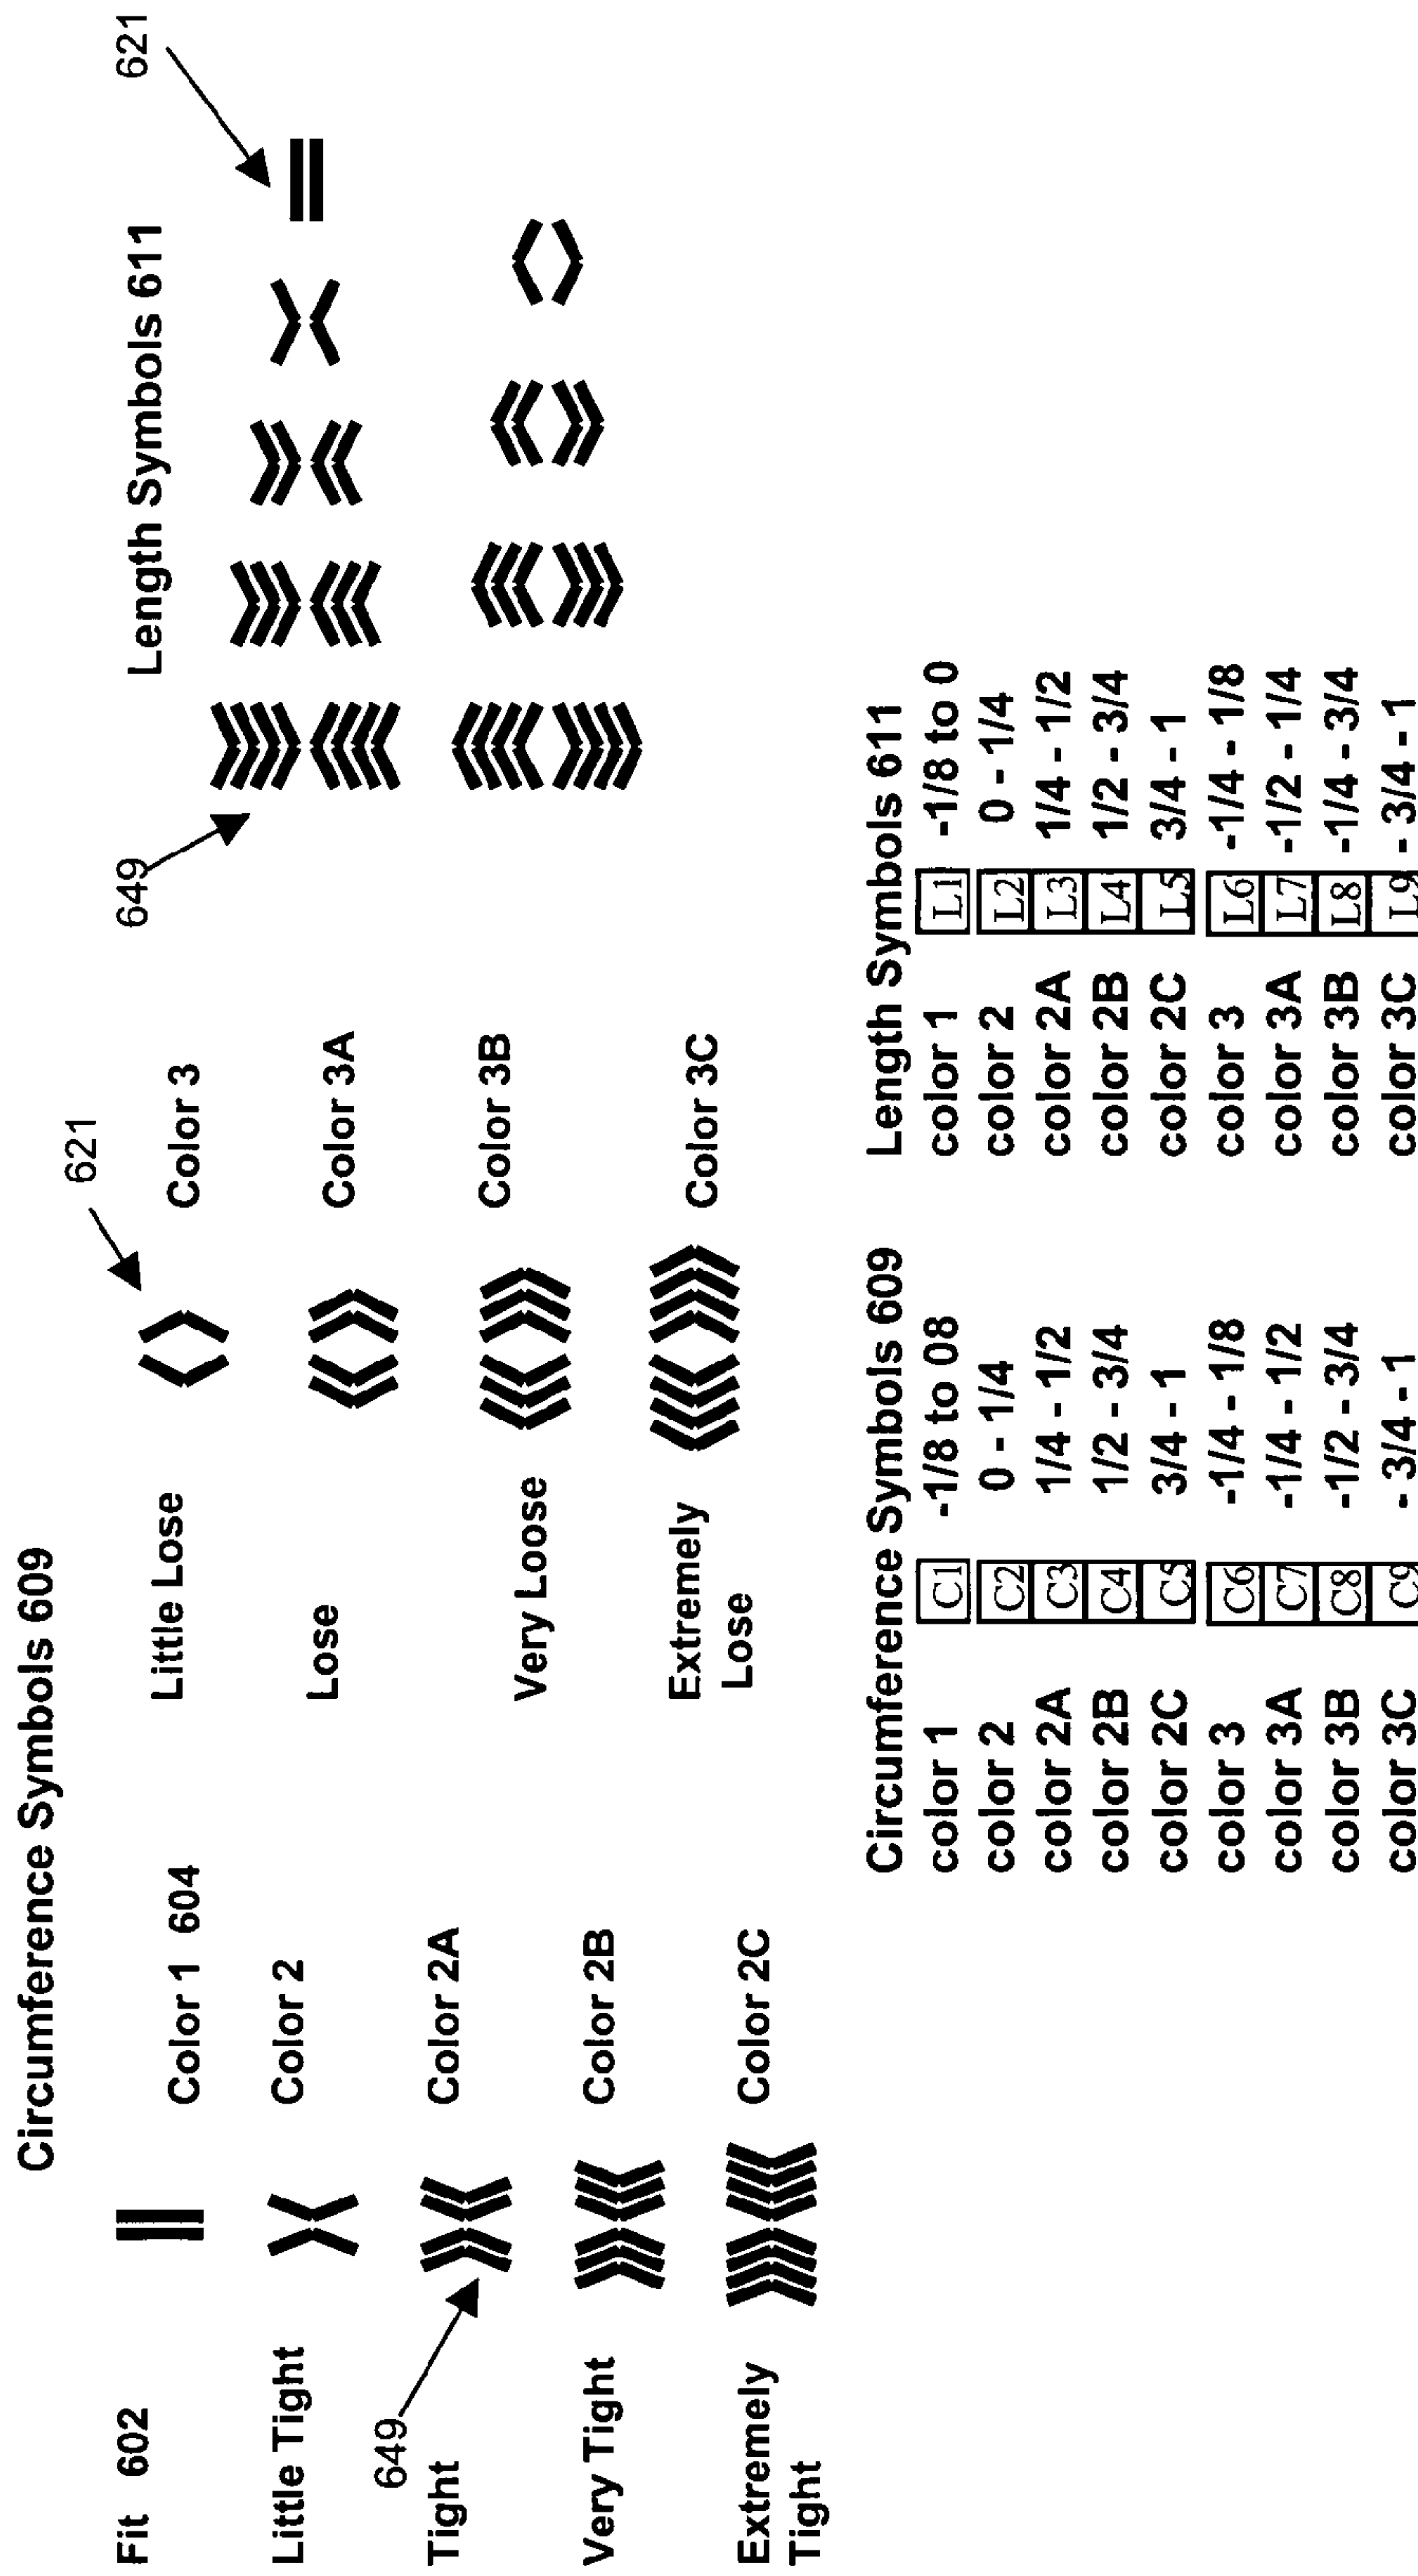 Circumference Symbols 609
Fit 602
Color 1 604
Little Tight
Color 2
649
Tight
Color 2A
Very Tight
Color 2B
Extremely
Tight
Color 2C
621
Little Lose
Color 3
Lose
Color 3A
Very Loose
Color 3B
Extremely
Lose
Color 3C
Length Symbols 611
621
649
Circumference Symbols 609
color 1 C1 -1/8 to 08
color 2 C2 0 - 1/4
color 2A C3 1/4 - 1/2
color 2B C4 1/2 - 3/4
color 2C C5 3/4 - 1
color 3 C6 -1/4 - 1/8
color 3A C7 -1/4 - 1/2
color 3B C8 -1/2 - 3/4
color 3C C9 - 3/4 - 1
Length Symbols 611
color 1 L1 -1/8 to 0
color 2 L2 0 - 1/4
color 2A L3 1/4 - 1/2
color 2B L4 1/2 - 3/4
color 2C L5 3/4 - 1
color 3 L6 -1/4 - 1/8
color 3A L7 -1/2 - 1/4
color 3B L8 -1/4 - 3/4
color 3C L9 - 3/4 - 1